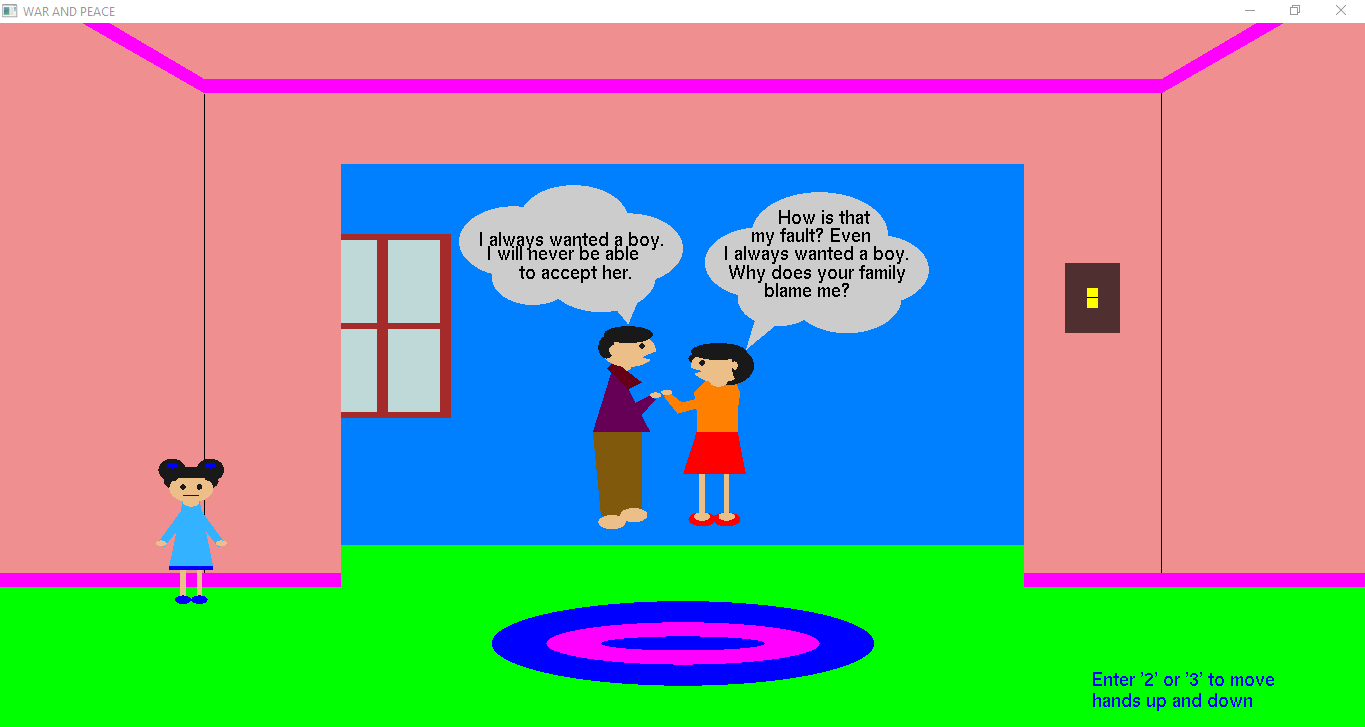 WAR AND PEACE
I always wanted a boy.
I will never be able
to accept her.
How is that
my fault? Even
I always wanted a boy.
Why does your family
blame me?
Enter '2' or '3' to move
hands up and down